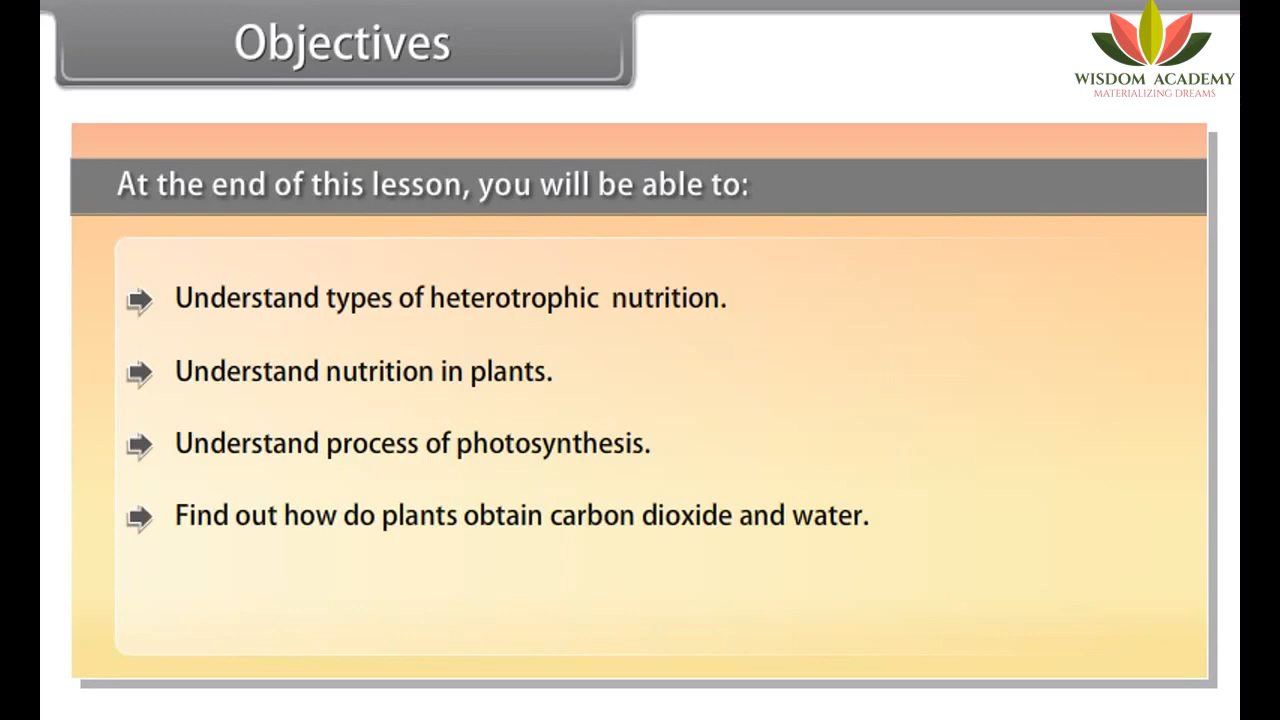 Objectives
WISDOM ACADEMY
MATERIALIZING DREAMS
At the end of this lesson, you will be able to:
Understand types of heterotrophic nutrition.
Understand nutrition in plants.
Understand process of photosynthesis.
Find out how do plants obtain carbon dioxide and water.